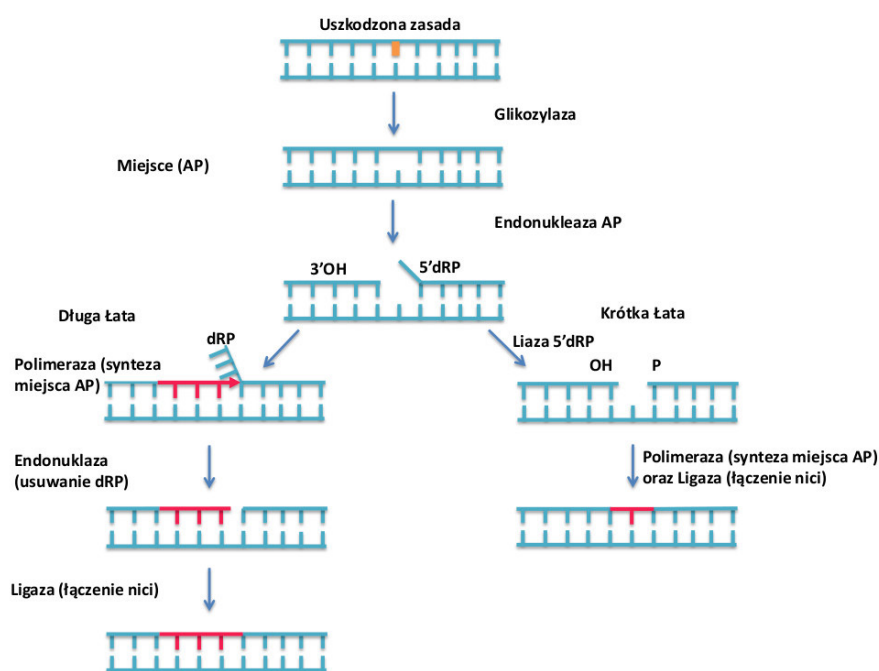 Uszkodzona zasada
Glikozylaza
Miejsce (AP)
Endonukleaza AP
3'OH
5'dRP
Długa Łata
Krótka Łata
dRP
Liaza 5'dRP
Polimeraza (synteza
miejsca AP)
OH
P
Endonuklaza
(usuwanie dRP)
Polimeraza (synteza miejsca AP)
oraz Ligaza (łączenie nici)
Ligaza (łączenie nici)